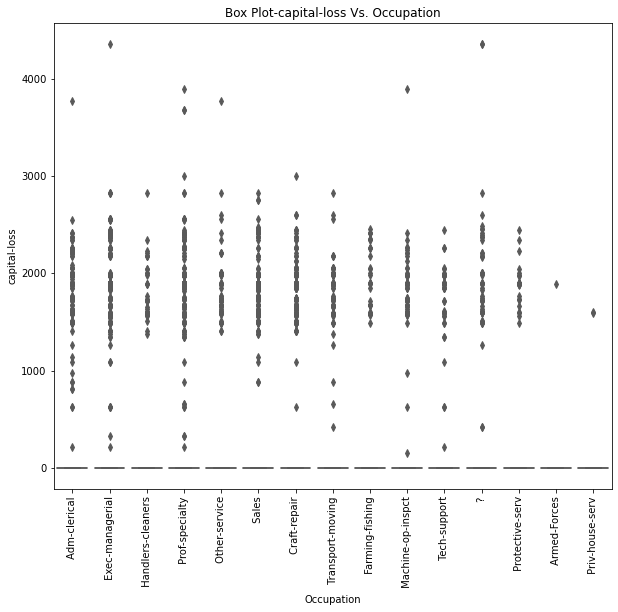 Box Plot-capital-loss Vs. Occupation
4000
3000
2000
1000
0
capital-loss
Adm-clerical
Exec-managerial
Handlers-cleaners
Prof-specialty
Other-service
Sales
Craft-repair
Transport-moving
Farming-fishing
Machine-op-inspct
Tech-support
?
Protective-serv
Armed-Forces
Priv-house-serv
Occupation